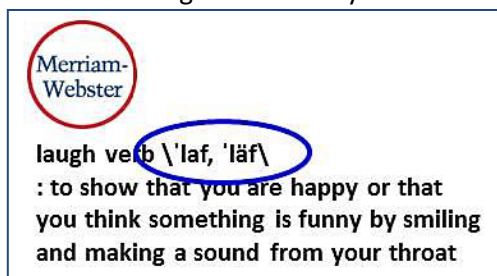 Merriam-
Webster
laugh verb \ˈlaf, ˈläf\
: to show that you are happy or that
you think something is funny by smiling
and making a sound from your throat